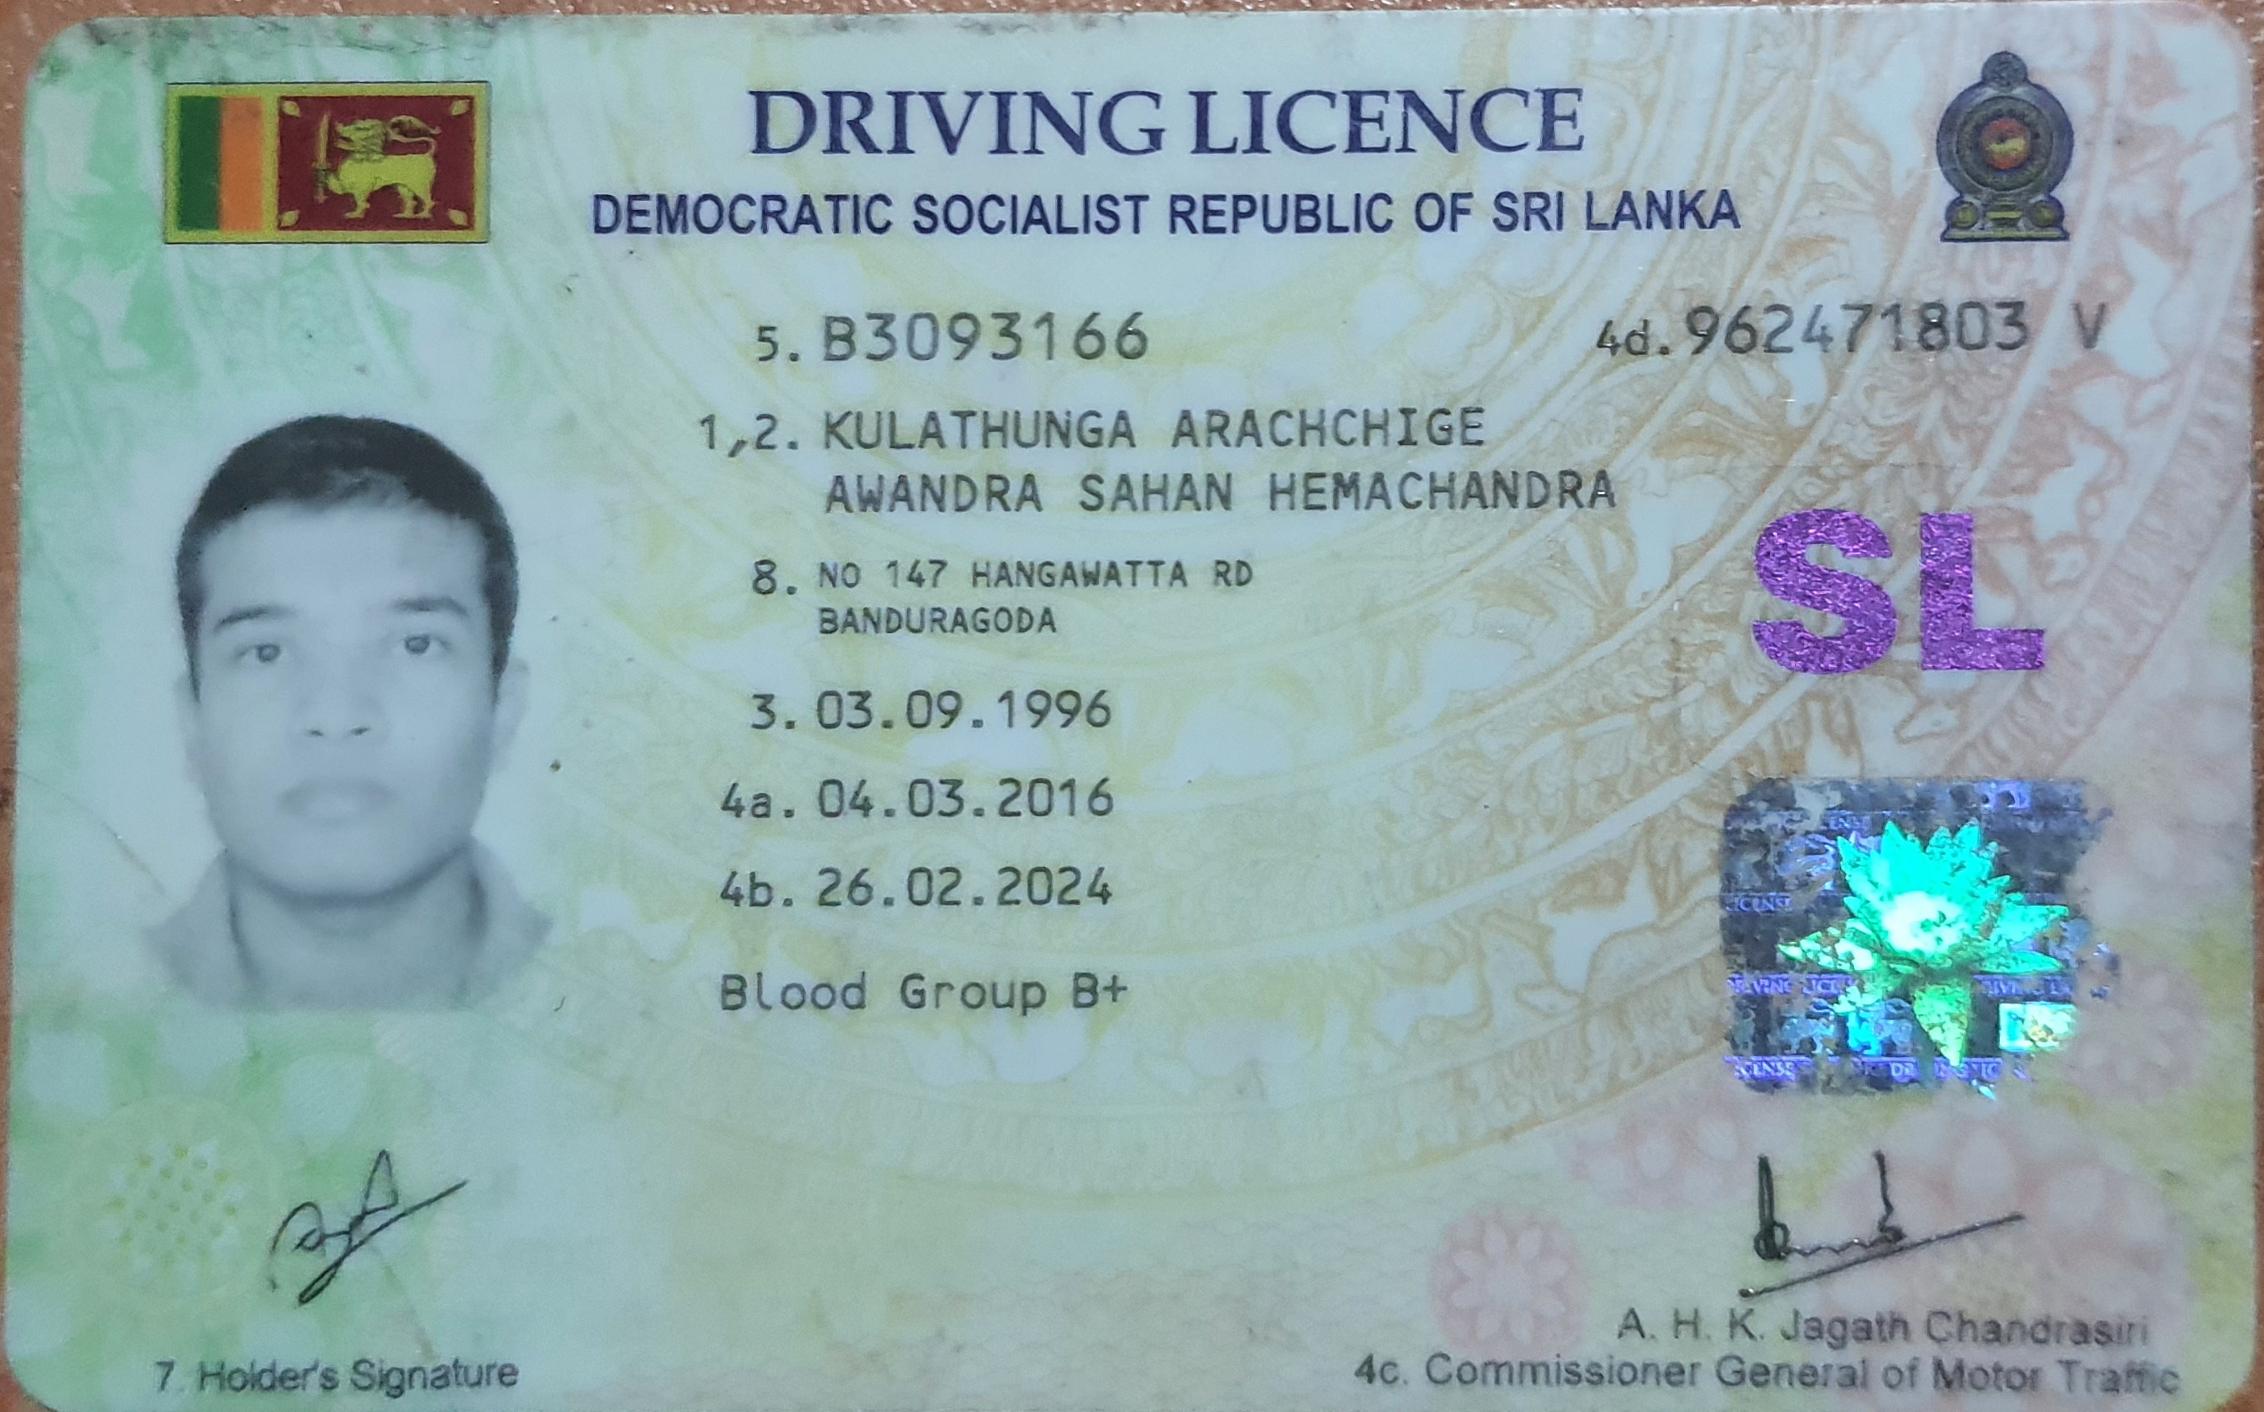 DRIVING LICENCE
DEMOCRATIC SOCIALIST REPUBLIC OF SRI LANKA
5. B3093166 4d. 962471803 V
1,2. KULATHUNGA ARACHCHIGE
AWANDRA SAHAN HEMACHANDRA
8. NO 147 HANGAWATTA RD
BANDURAGODA
SL
3. 03.09.1996
4a. 04.03.2016
4b. 26.02.2024
Blood Group B+
A. H. K. Jagath Chandrasiri
7. Holder's Signature
4c. Commissioner General of Motor Traffic